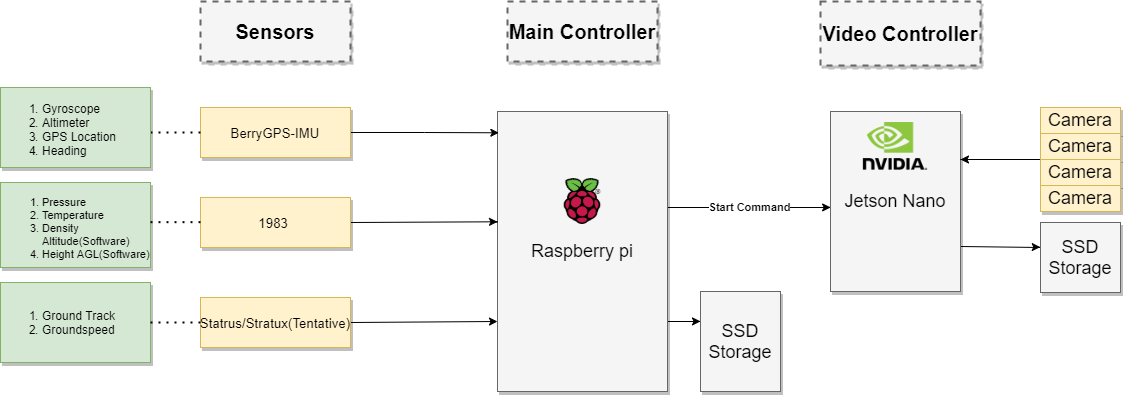 Sensors
Main Controller
Video Controller
1. Gyroscope
2. Altimeter
3. GPS Location
4. Heading
BerryGPS-IMU
1. Pressure
2. Temperature
3. Density
Altitude(Software)
4. Height AGL(Software)
1983
1. Ground Track
2. Groundspeed
Statrus/Stratux(Tentative)
Raspberry pi
SSD
Storage
Start Command
NVIDIA.
Jetson Nano
Camera
Camera
Camera
Camera
SSD
Storage